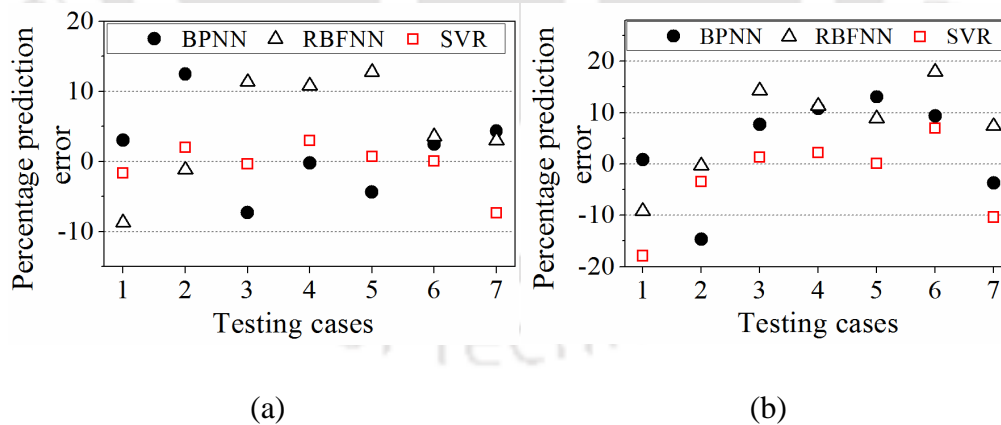 20
BPNN RBFNN SVR
10
0
-10
Percentage prediction
error
1 2 3 4 5 6 7
Testing cases
(a)
BPNN RBFNN SVR
20
10
0
-10
-20
Percentage prediction
error
1 2 3 4 5 6 7
Testing cases
(b)
TECH